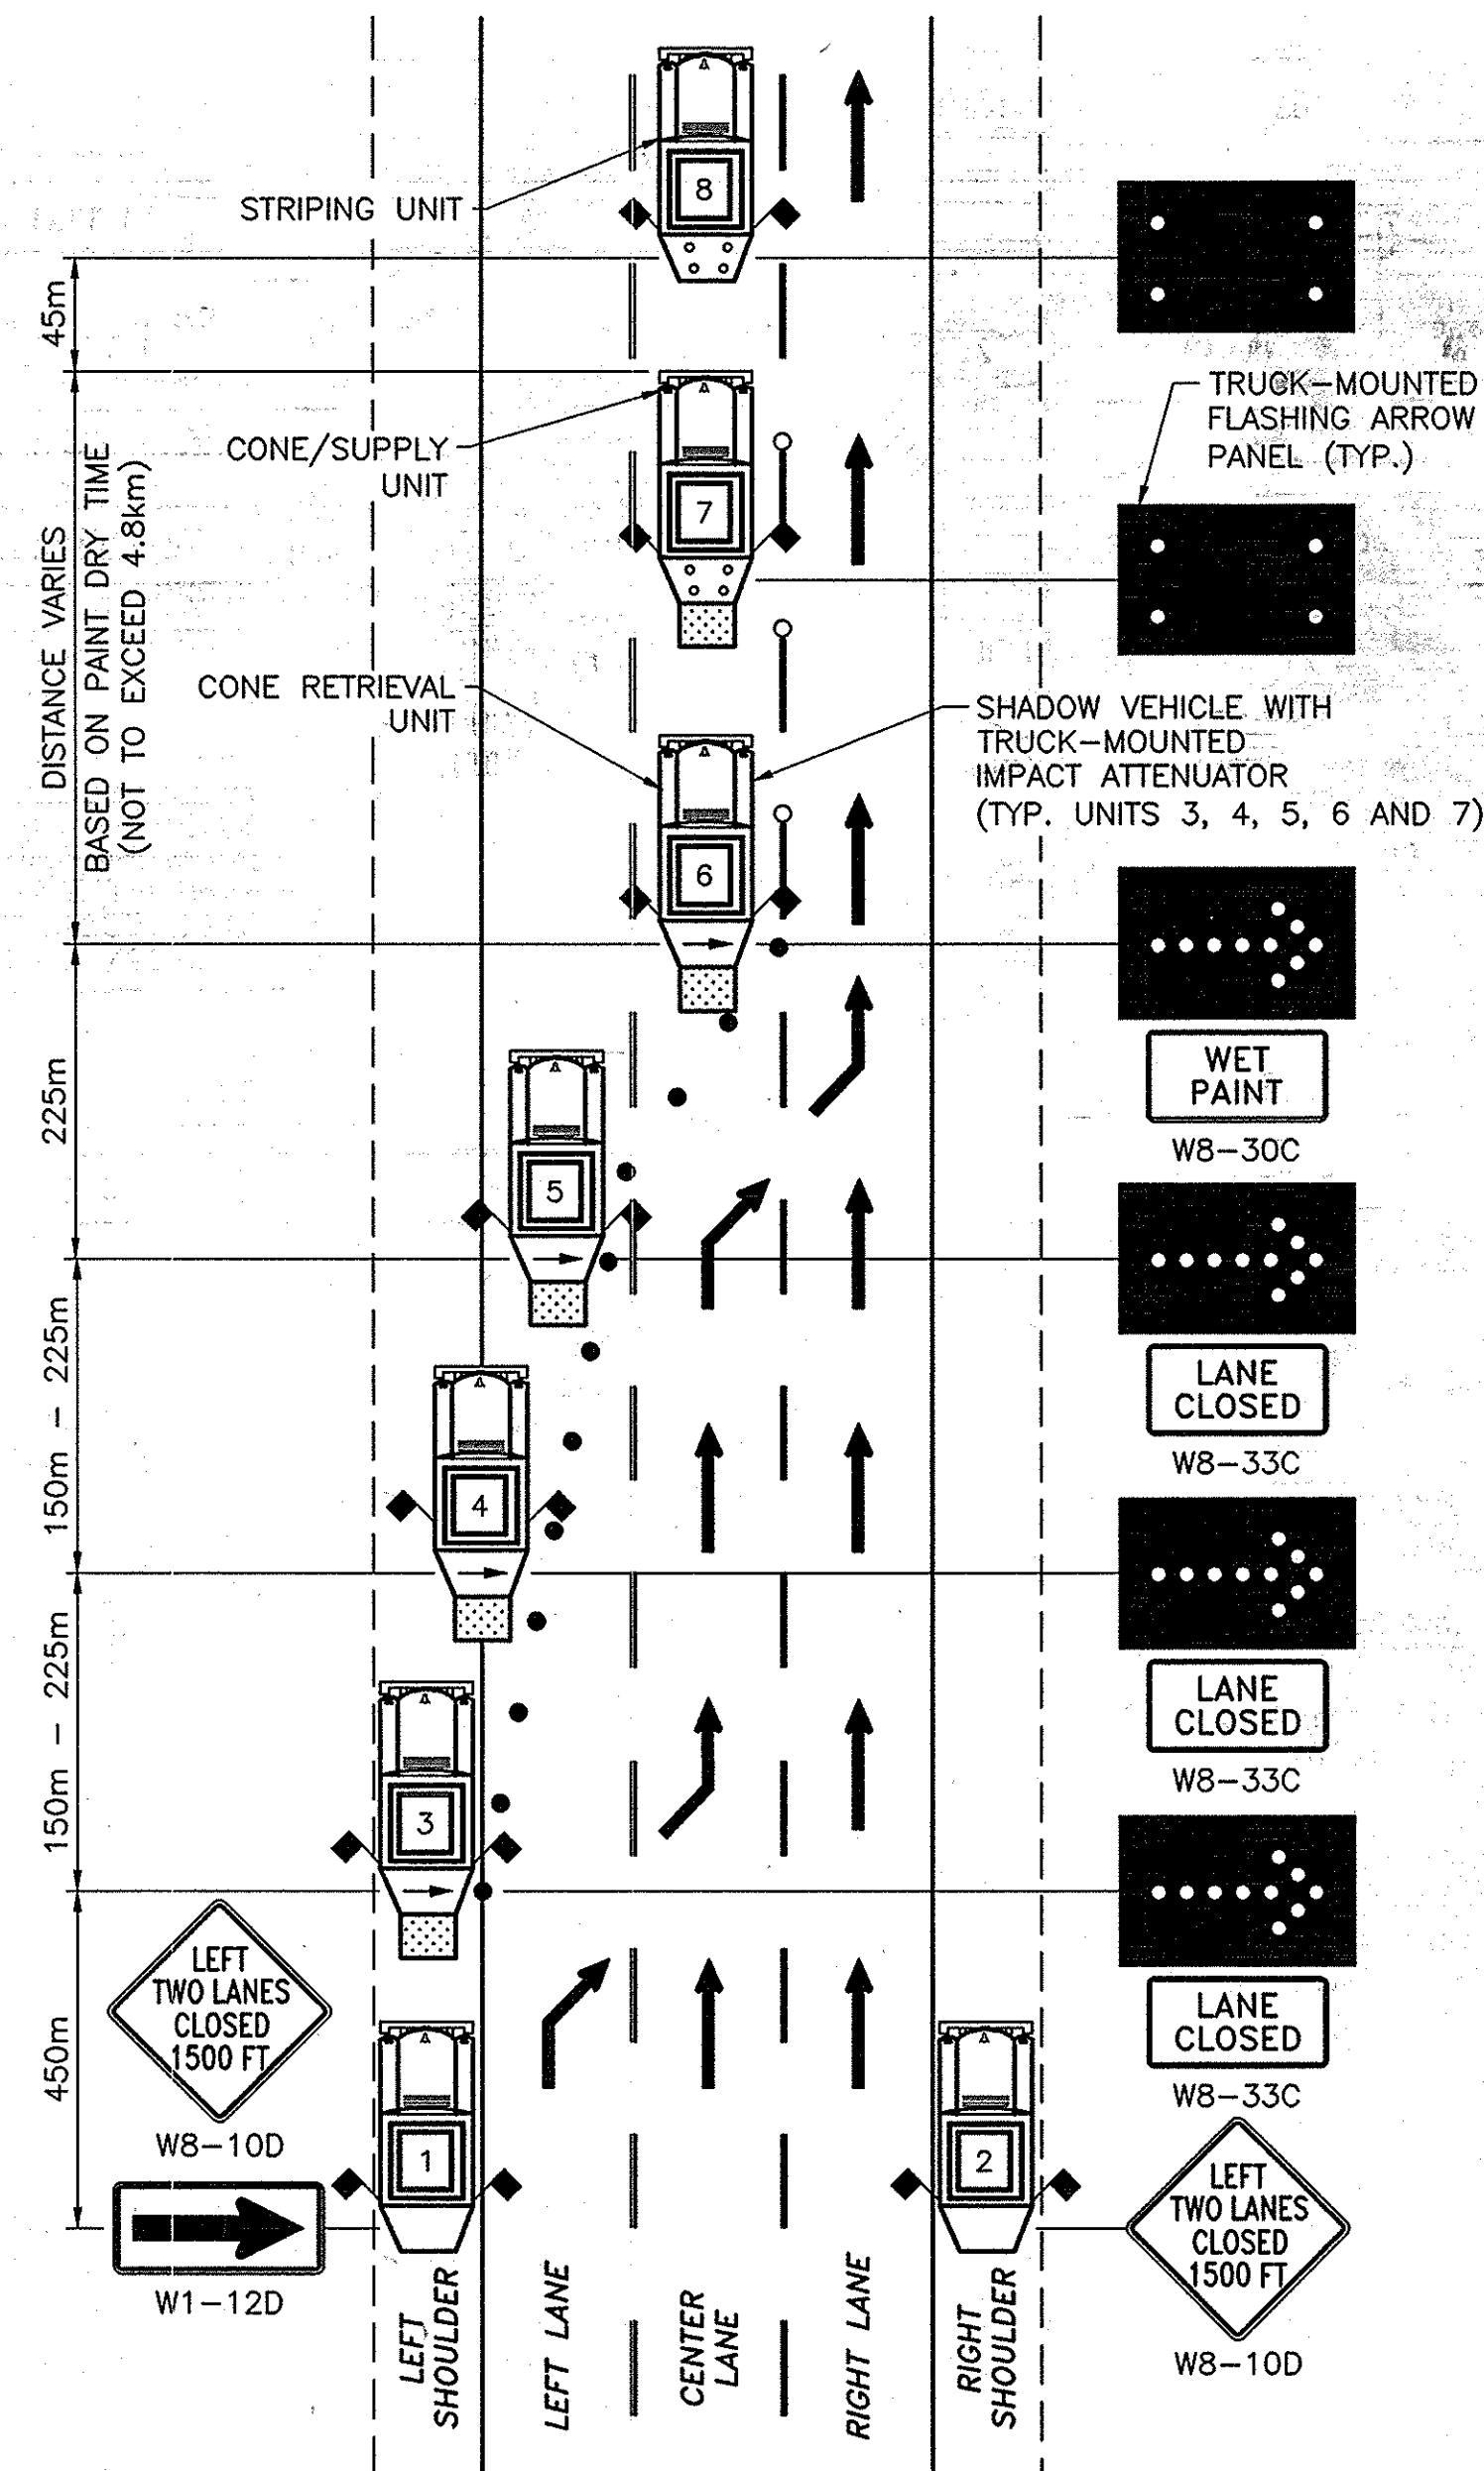 8
STRIPING UNIT
45m
TRUCK-MOUNTED
FLASHING ARROW
PANEL (TYP.)
CONE/SUPPLY
UNIT
7
DISTANCE VARIES
BASED ON PAINT DRY TIME
(NOT TO EXCEED 4.8km)
CONE RETRIEVAL
UNIT
SHADOW VEHICLE WITH
TRUCK-MOUNTED
IMPACT ATTENUATOR
(TYP. UNITS 3, 4, 5, 6 AND 7)
6
WET
PAINT
W8-30C
225m
5
LANE
CLOSED
W8-33C
150m - 225m
4
LANE
CLOSED
W8-33C
150m - 225m
3
LANE
CLOSED
W8-33C
LEFT
TWO LANES
CLOSED
1500 FT
W8-10D
450m
1
2
W1-12D
LEFT
TWO LANES
CLOSED
1500 FT
W8-10D
LEFT
SHOULDER
LEFT LANE
CENTER
LANE
RIGHT LANE
RIGHT
SHOULDER